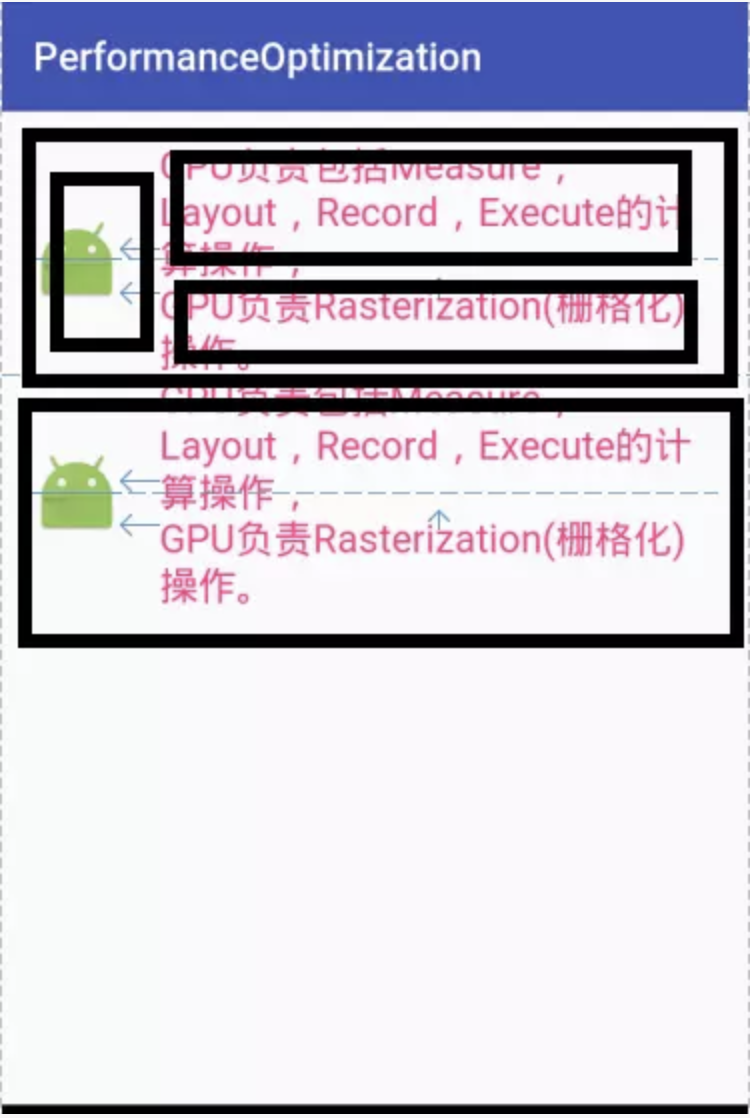 PerformanceOptimization
CPU负责包括Measure，
Layout，Record，Execute的计
算操作，
GPU负责Rasterization(栅格化)
操作。
CPU负责包括Measure，
Layout，Record，Execute的计
算操作，
GPU负责Rasterization(栅格化)
操作。